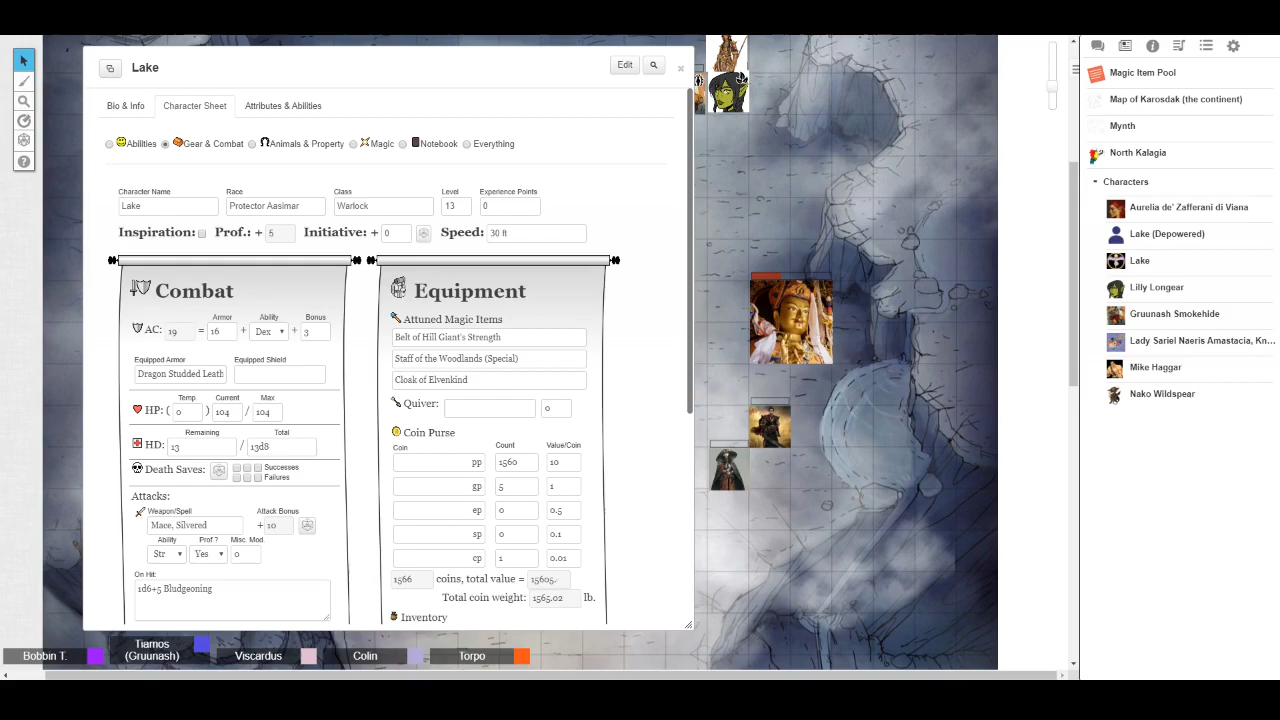 Lake
Edit
Bio & Info Character Sheet Attributes & Abilities
Abilities Gear & Combat Animals & Property Magic Notebook Everything
Character Name Race Class Level Experience Points
Lake Protector Aasimar Warlock 13 0
Inspiration: Prof.: + 5 Initiative: + 0 Speed: 30 ft
Combat
Armor Ability Bonus
AC: 19 = 16 + Dex + 3
Equipped Armor Equipped Shield
Dragon Studded Leath
Temp. Current Max
HP: ( 0 ) 104 / 104
Remaining Total
HD: 13 / 13d8
Death Saves: Successes
Failures
Attacks:
Weapon/Spell Attack Bonus
Mace, Silvered + 10
Ability Prof ? Misc. Mod
Str Yes 0
On Hit:
1d6+5 Bludgeoning
Equipment
Attuned Magic Items
Belt of Hill Giant's Strength
Staff of the Woodlands (Special)
Cloak of Elvenkind
Quiver: 0
Coin Purse
Coin Count Value/Coin
pp 1560 10
gp 5 1
ep 0 0.5
sp 0 0.1
cp 1 0.01
1566 coins, total value = 15605.
Total coin weight: 1565.02 lb.
Inventory
Bobbin T.
Tiamos
(Gruunash)
Viscardus
Colin
Torpo
Magic Item Pool
Map of Karosdak (the continent)
Mynth
North Kalagia
Characters
Aurelia de' Zafferani di Viana
Lake (Depowered)
Lake
Lilly Longear
Gruunash Smokehide
Lady Sariel Naeris Amastacia, Kn...
Mike Haggar
Nako Wildspear